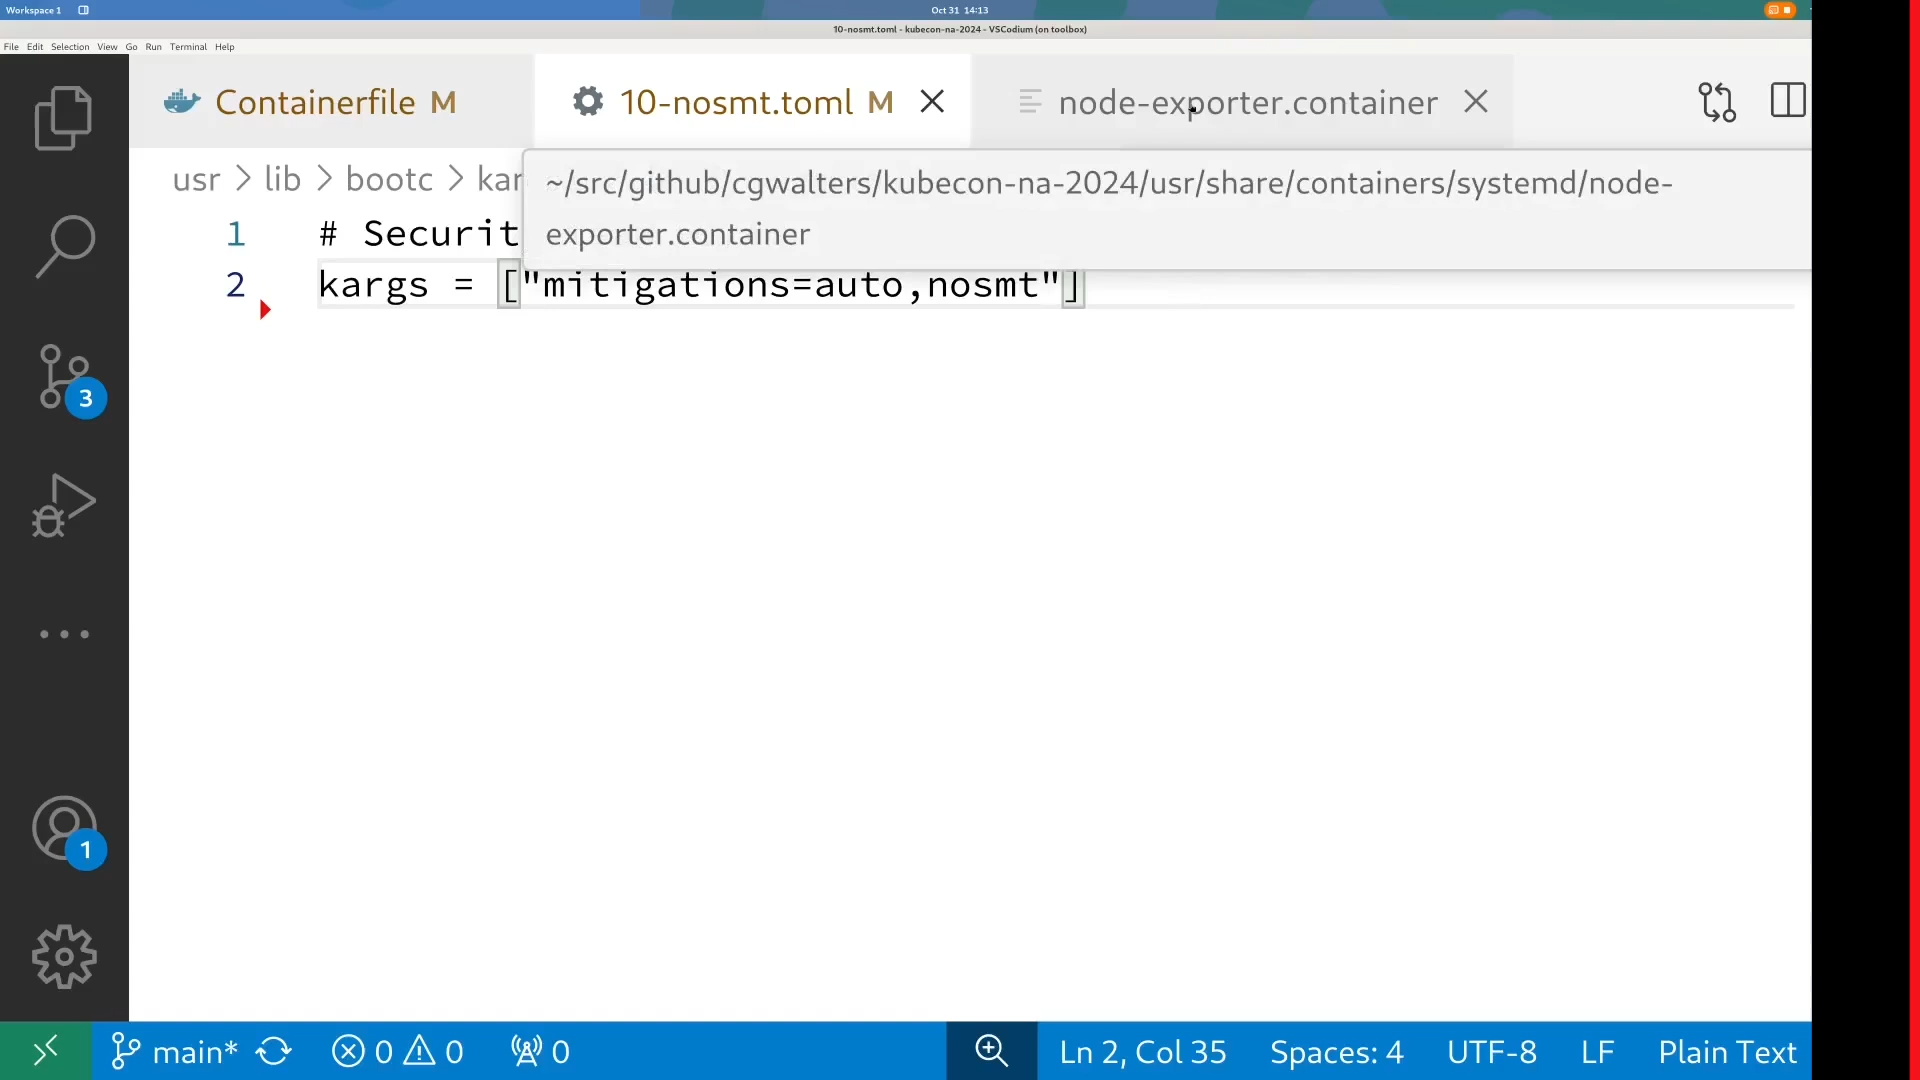 Workspace 1
Oct 31 14:13
10-nosmt.toml - kubecon-na-2024 - VSCodium (on toolbox)
File Edit Selection View Go Run Terminal Help
Containerfile M
10-nosmt.toml M
node-exporter.container
usr > lib > bootc > kar
~/src/github/cgwalters/kubecon-na-2024/usr/share/containers/systemd/node-
exporter.container
1 # Securit
2 kargs = ["mitigations=auto,nosmt"]
3
1
main* 0 0 0
Ln 2, Col 35 Spaces: 4 UTF-8 LF Plain Text